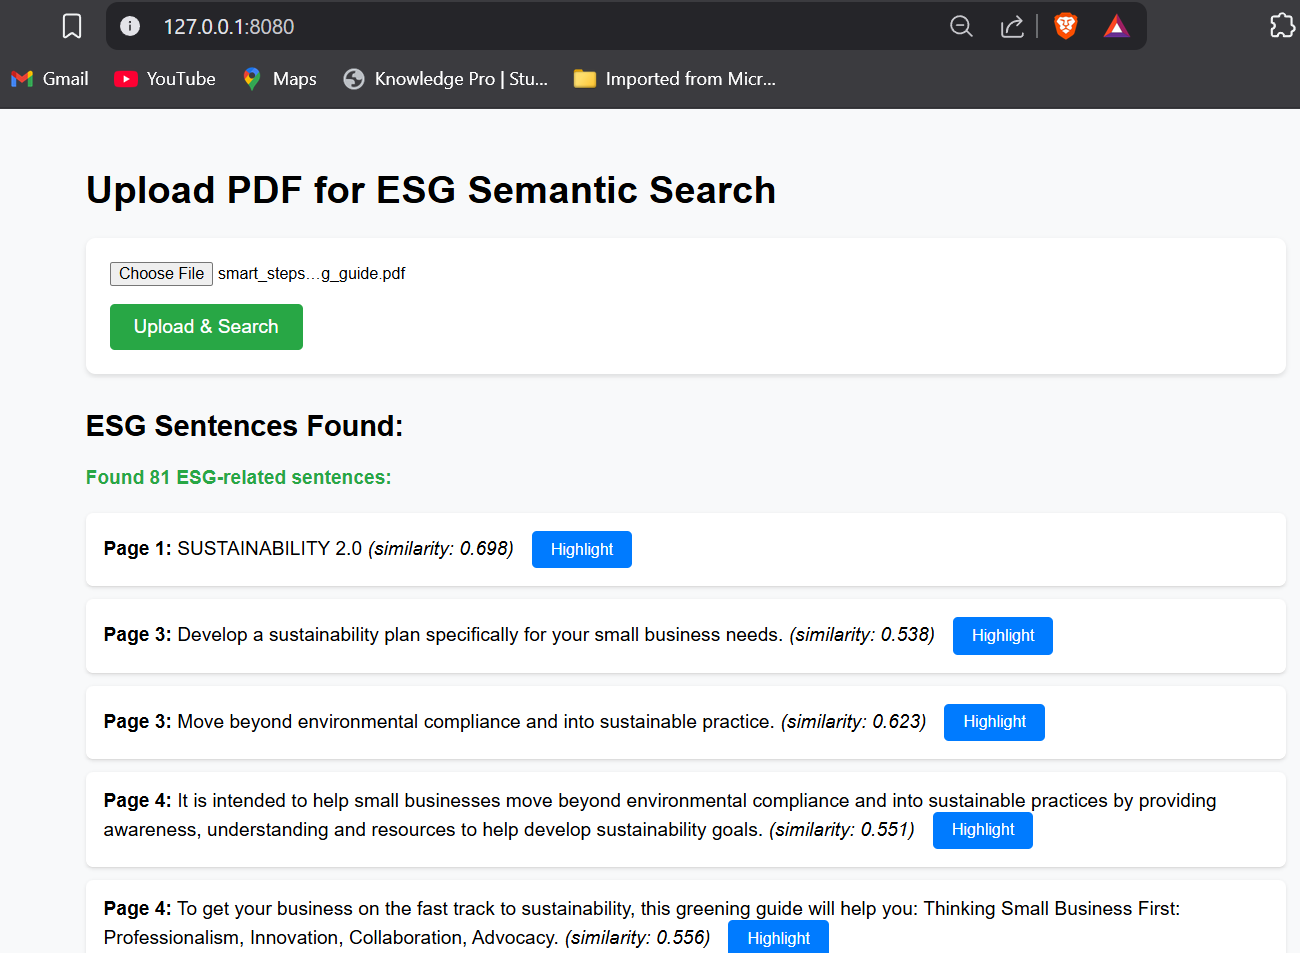 127.0.0.1:8080
Gmail
YouTube
Maps
Knowledge Pro | Stu...
Imported from Micr...
Upload PDF for ESG Semantic Search
Choose File smart_steps...g_guide.pdf
Upload & Search
ESG Sentences Found:
Found 81 ESG-related sentences:
Page 1: SUSTAINABILITY 2.0 (similarity: 0.698) Highlight
Page 3: Develop a sustainability plan specifically for your small business needs. (similarity: 0.538) Highlight
Page 3: Move beyond environmental compliance and into sustainable practice. (similarity: 0.623) Highlight
Page 4: It is intended to help small businesses move beyond environmental compliance and into sustainable practices by providing
awareness, understanding and resources to help develop sustainability goals. (similarity: 0.551) Highlight
Page 4: To get your business on the fast track to sustainability, this greening guide will help you: Thinking Small Business First:
Professionalism, Innovation, Collaboration, Advocacy. (similarity: 0.556) Highlight